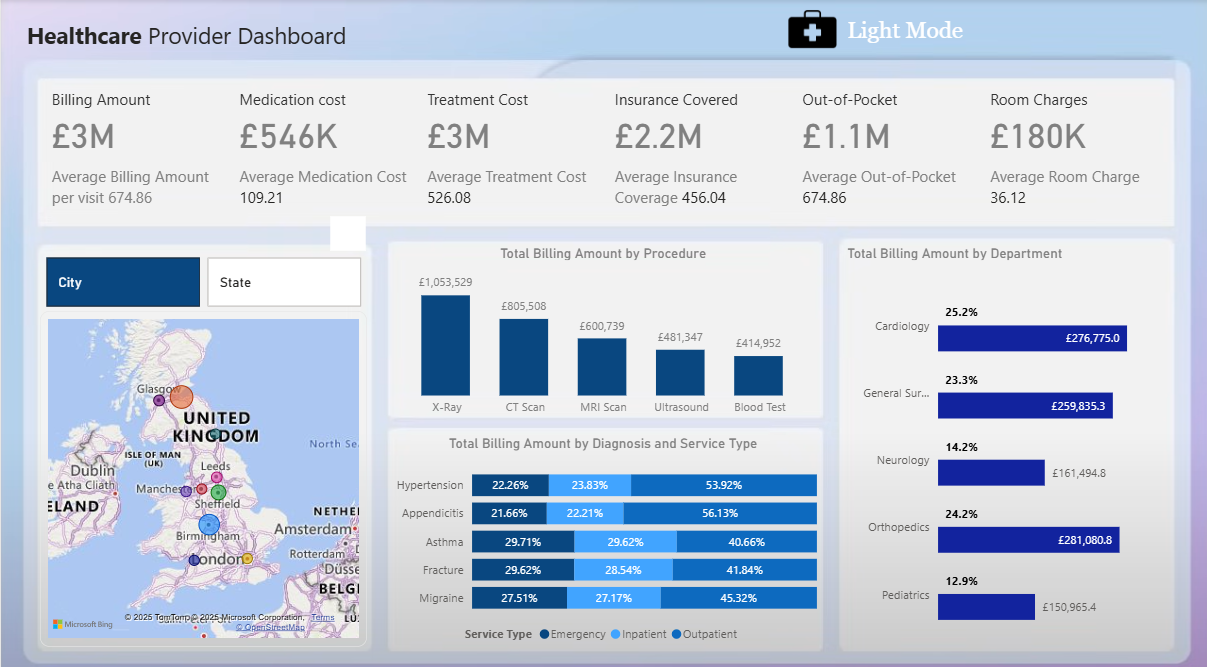 Healthcare Provider Dashboard
Light Mode
Billing Amount
£3M
Average Billing Amount
per visit 674.86
Medication cost
£546K
Average Medication Cost
109.21
Treatment Cost
£3M
Average Treatment Cost
526.08
Insurance Covered
£2.2M
Average Insurance
Coverage 456.04
Out-of-Pocket
£1.1M
Average Out-of-Pocket
674.86
Room Charges
£180K
Average Room Charge
36.12
City
State
Glasgow
UNITED
KINGDOM
North Se
ISLE OF MAN
(UK)
Leeds
Dublin
e Atha Cliath
Manchest
Sheffield
ELAND
NETHE
Amsterdam
Birmingham
Rotterdam
London
Düsse
BELGI
LU
© 2025 TomTom, © 2025 Microsoft Corporation, Terms
© OpenStreetMap
Microsoft Bing
Total Billing Amount by Procedure
£1,053,529
£805,508
£600,739
£481,347
£414,952
X-Ray
CT Scan
MRI Scan
Ultrasound
Blood Test
Total Billing Amount by Diagnosis and Service Type
Hypertension 22.26% 23.83% 53.92%
Appendicitis 21.66% 22.21% 56.13%
Asthma 29.71% 29.62% 40.66%
Fracture 29.62% 28.54% 41.84%
Migraine 27.51% 27.17% 45.32%
Service Type Emergency Inpatient Outpatient
Total Billing Amount by Department
25.2%
Cardiology £276,775.0
23.3%
General Sur... £259,835.3
14.2%
Neurology £161,494.8
24.2%
Orthopedics £281,080.8
12.9%
Pediatrics £150,965.4